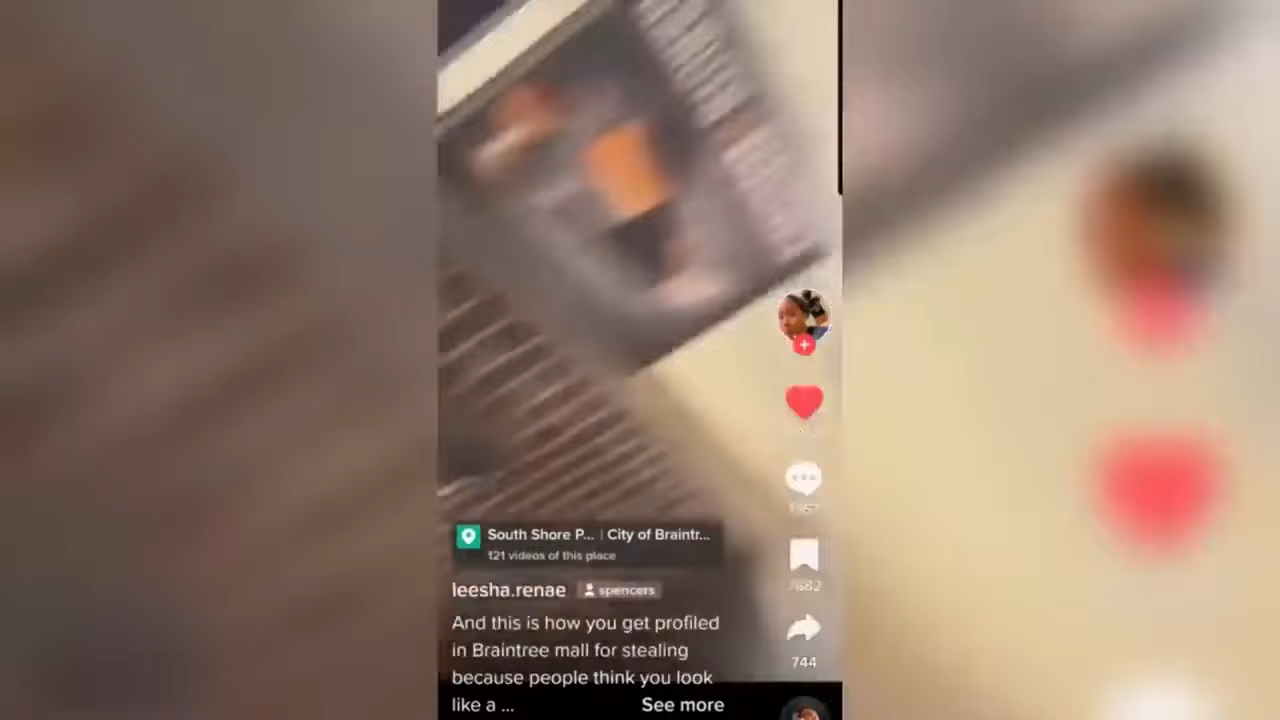 South Shore P... | City of Braintr...
121 videos of this place
leesha.renae spencers
And this is how you get profiled
in Braintree mall for stealing
because people think you look
like a ... See more
744